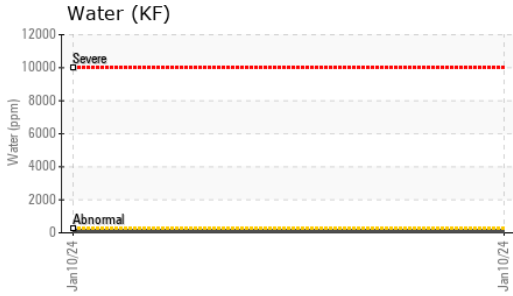 Water (KF)
12000
Severe
10000
8000
Water (ppm)
6000
4000
2000
Abnormal
0
Jan10/24
Jan10/24